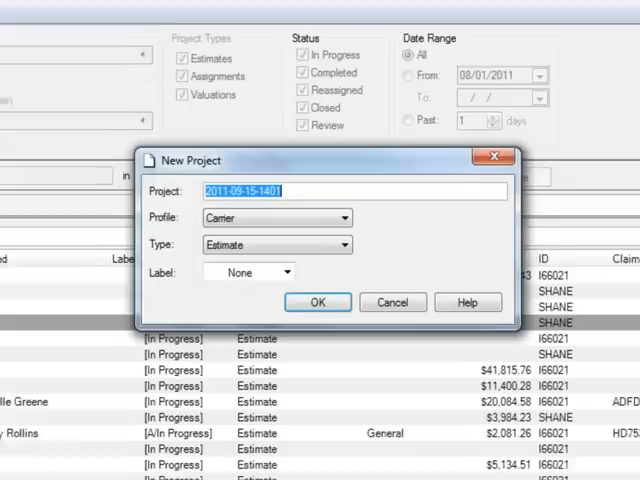 Project Types
Status
Date Range
Estimates
In Progress
All
Assignments
Completed
From: 08/01/2011
Valuations
Reassigned
To: / /
Closed
Past: 1 days
Review
New Project
in
Project: 2011-09-15-1401
Profile: Carrier
Type: Estimate
Label: None
OK Cancel Help
ID Claim
43 I66021
SHANE
I66021
SHANE
[In Progress] Estimate I66021
[In Progress] Estimate SHANE
[In Progress] Estimate $41,815.76 I66021
[In Progress] Estimate $11,400.28 I66021
lle Greene [In Progress] Estimate $20,084.58 I66021 ADFD
[In Progress] Estimate $3,984.23 SHANE
y Rollins [A/In Progress] Estimate General $2,081.26 I66021 HD753
[In Progress] Estimate I66021
[In Progress] Estimate $5,134.51 I66021